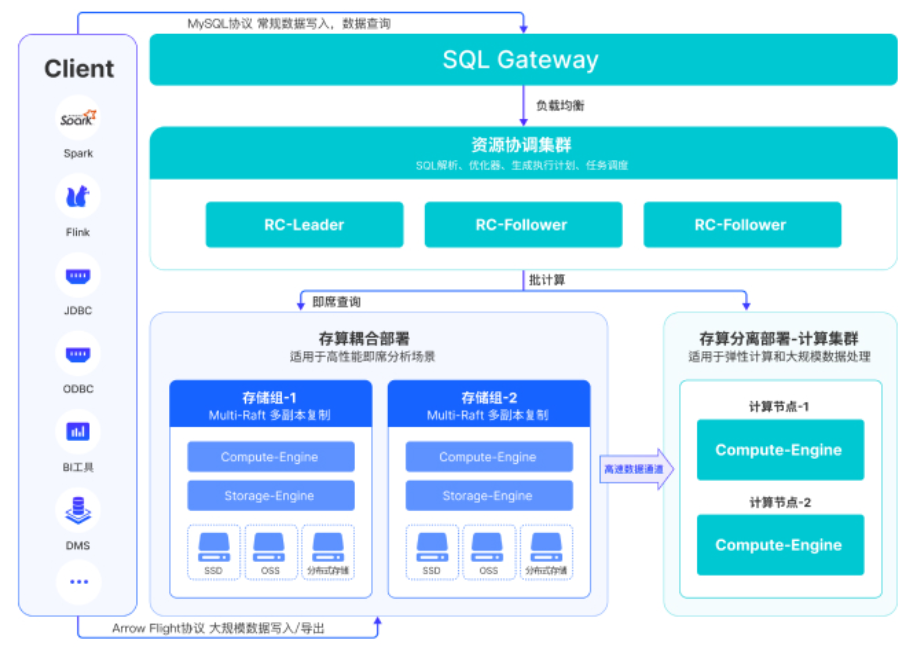 MySQL协议 常规数据写入，数据查询
Client
Spark
Spark
Flink
JDBC
ODBC
BI工具
DMS
SQL Gateway
负载均衡
资源协调集群
SQL解析、优化器、生成执行计划、任务调度
RC-Leader
RC-Follower
RC-Follower
批计算
即席查询
存算耦合部署
适用于高性能即席分析场景
存储组-1
Multi-Raft 多副本复制
Compute-Engine
Storage-Engine
SSD
OSS
分布式存储
存储组-2
Multi-Raft 多副本复制
Compute-Engine
Storage-Engine
SSD
OSS
分布式存储
高速数据通道
存算分离部署-计算集群
适用于弹性计算和大规模数据处理
计算节点-1
Compute-Engine
计算节点-2
Compute-Engine
Arrow Flight协议 大规模数据写入/导出